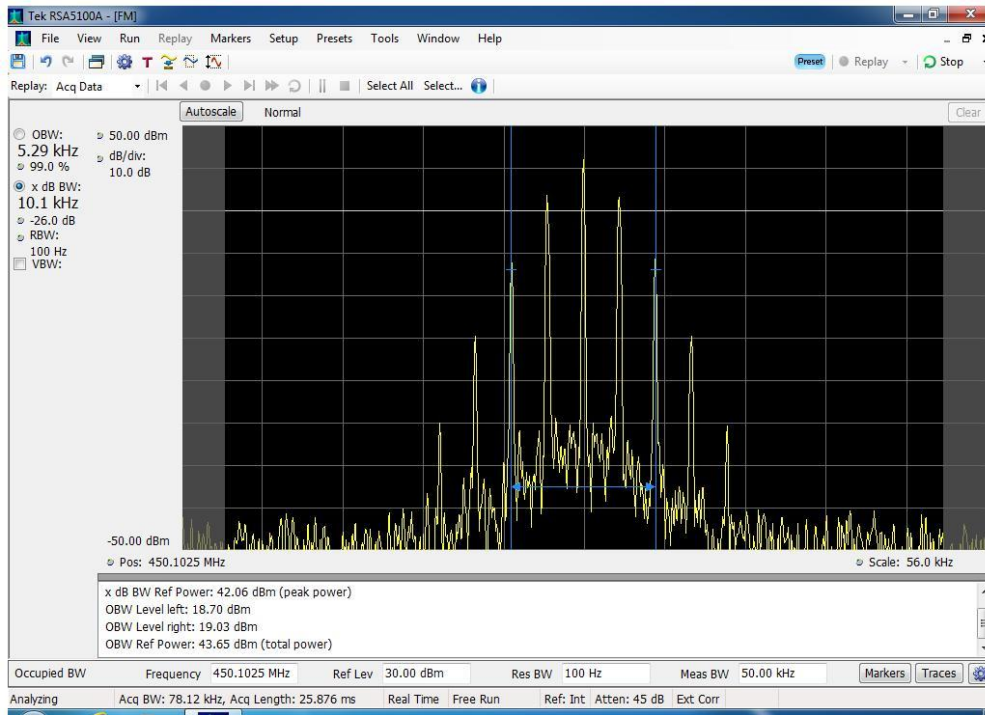 Tek RSA5100A - [FM]
File View Run Replay Markers Setup Presets Tools Window Help
T
Preset Replay Stop
Replay: Acq Data Select All Select...
Autoscale Normal Clear
OBW:
5.29 kHz
99.0 %
x dB BW:
10.1 kHz
-26.0 dB
RBW:
100 Hz
VBW:
50.00 dBm
dB/div:
10.0 dB
-50.00 dBm
Pos: 450.1025 MHz Scale: 56.0 kHz
x dB BW Ref Power: 42.06 dBm (peak power)
OBW Level left: 18.70 dBm
OBW Level right: 19.03 dBm
OBW Ref Power: 43.65 dBm (total power)
Occupied BW Frequency 450.1025 MHz Ref Lev 30.00 dBm Res BW 100 Hz Meas BW 50.00 kHz Markers Traces
Analyzing Acq BW: 78.12 kHz, Acq Length: 25.876 ms Real Time Free Run Ref: Int Atten: 45 dB Ext Corr